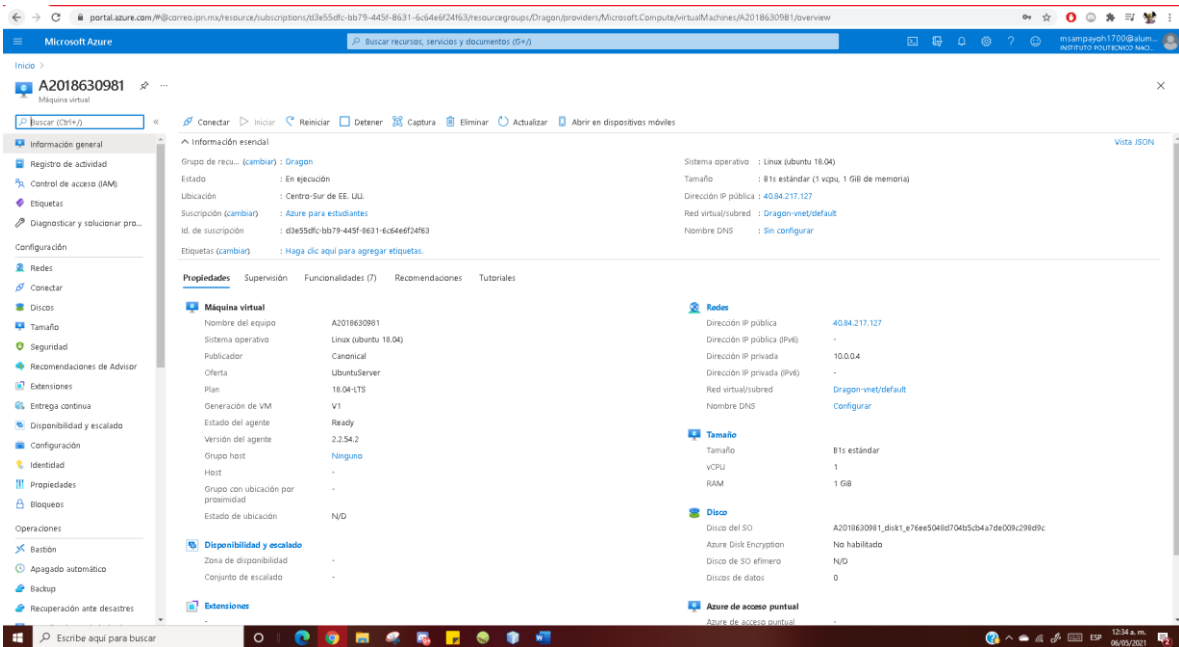 portal.azure.com/#@correo.ipn.mx/resource/subscriptions/d3e55dfc-bb79-445f-8631-6c64e6f24f63/resourcegroups/Dragon/providers/Microsoft.Compute/virtualMachines/A2018630981/overview
Microsoft Azure
Buscar recursos, servicios y documentos (G+/)
msampayoh1700@alum...
INSTITUTO POLITECNICO NACI...
Inicio >
A2018630981
Máquina virtual
Buscar (Ctrl+/)
Conectar Iniciar Reiniciar Detener Captura Eliminar Actualizar Abrir en dispositivos móviles
Información general
Registro de actividad
Control de acceso (IAM)
Etiquetas
Diagnosticar y solucionar pro...
Configuración
Redes
Conectar
Discos
Tamaño
Seguridad
Recomendaciones de Advisor
Extensiones
Entrega continua
Disponibilidad y escalado
Configuración
Identidad
Propiedades
Bloqueos
Operaciones
Bastión
Apagado automático
Backup
Recuperación ante desastres
Información esencial
Vista JSON
Grupo de recu... (cambiar) : Dragon
Estado : En ejecución
Ubicación : Centro-Sur de EE. UU.
Suscripción (cambiar) : Azure para estudiantes
Id. de suscripción : d3e55dfc-bb79-445f-8631-6c64e6f24f63
Etiquetas (cambiar) : Haga clic aquí para agregar etiquetas.
Sistema operativo : Linux (ubuntu 18.04)
Tamaño : B1s estándar (1 vcpu, 1 GiB de memoria)
Dirección IP pública : 40.84.217.127
Red virtual/subred : Dragon-vnet/default
Nombre DNS : Sin configurar
Propiedades Supervisión Funcionalidades (7) Recomendaciones Tutoriales
Máquina virtual
Nombre del equipo A2018630981
Sistema operativo Linux (ubuntu 18.04)
Publicador Canonical
Oferta UbuntuServer
Plan 18.04-LTS
Generación de VM V1
Estado del agente Ready
Versión del agente 2.2.54.2
Grupo host Ninguno
Host -
Grupo con ubicación por -
proximidad
Estado de ubicación N/D
Disponibilidad y escalado
Zona de disponibilidad -
Conjunto de escalado -
Extensiones
-
Redes
Dirección IP pública 40.84.217.127
Dirección IP pública (IPv6) -
Dirección IP privada 10.0.0.4
Dirección IP privada (IPv6) -
Red virtual/subred Dragon-vnet/default
Nombre DNS Configurar
Tamaño
Tamaño B1s estándar
vCPU 1
RAM 1 GiB
Disco
Disco del SO A2018630981_disk1_e76ee5048d704b5cb4a7de009c298d9c
Azure Disk Encryption No habilitado
Disco de SO efímero N/D
Discos de datos 0
Azure de acceso puntual
Azure de acceso puntual -
Escribe aquí para buscar
ESP
12:34 a. m.
06/05/2021